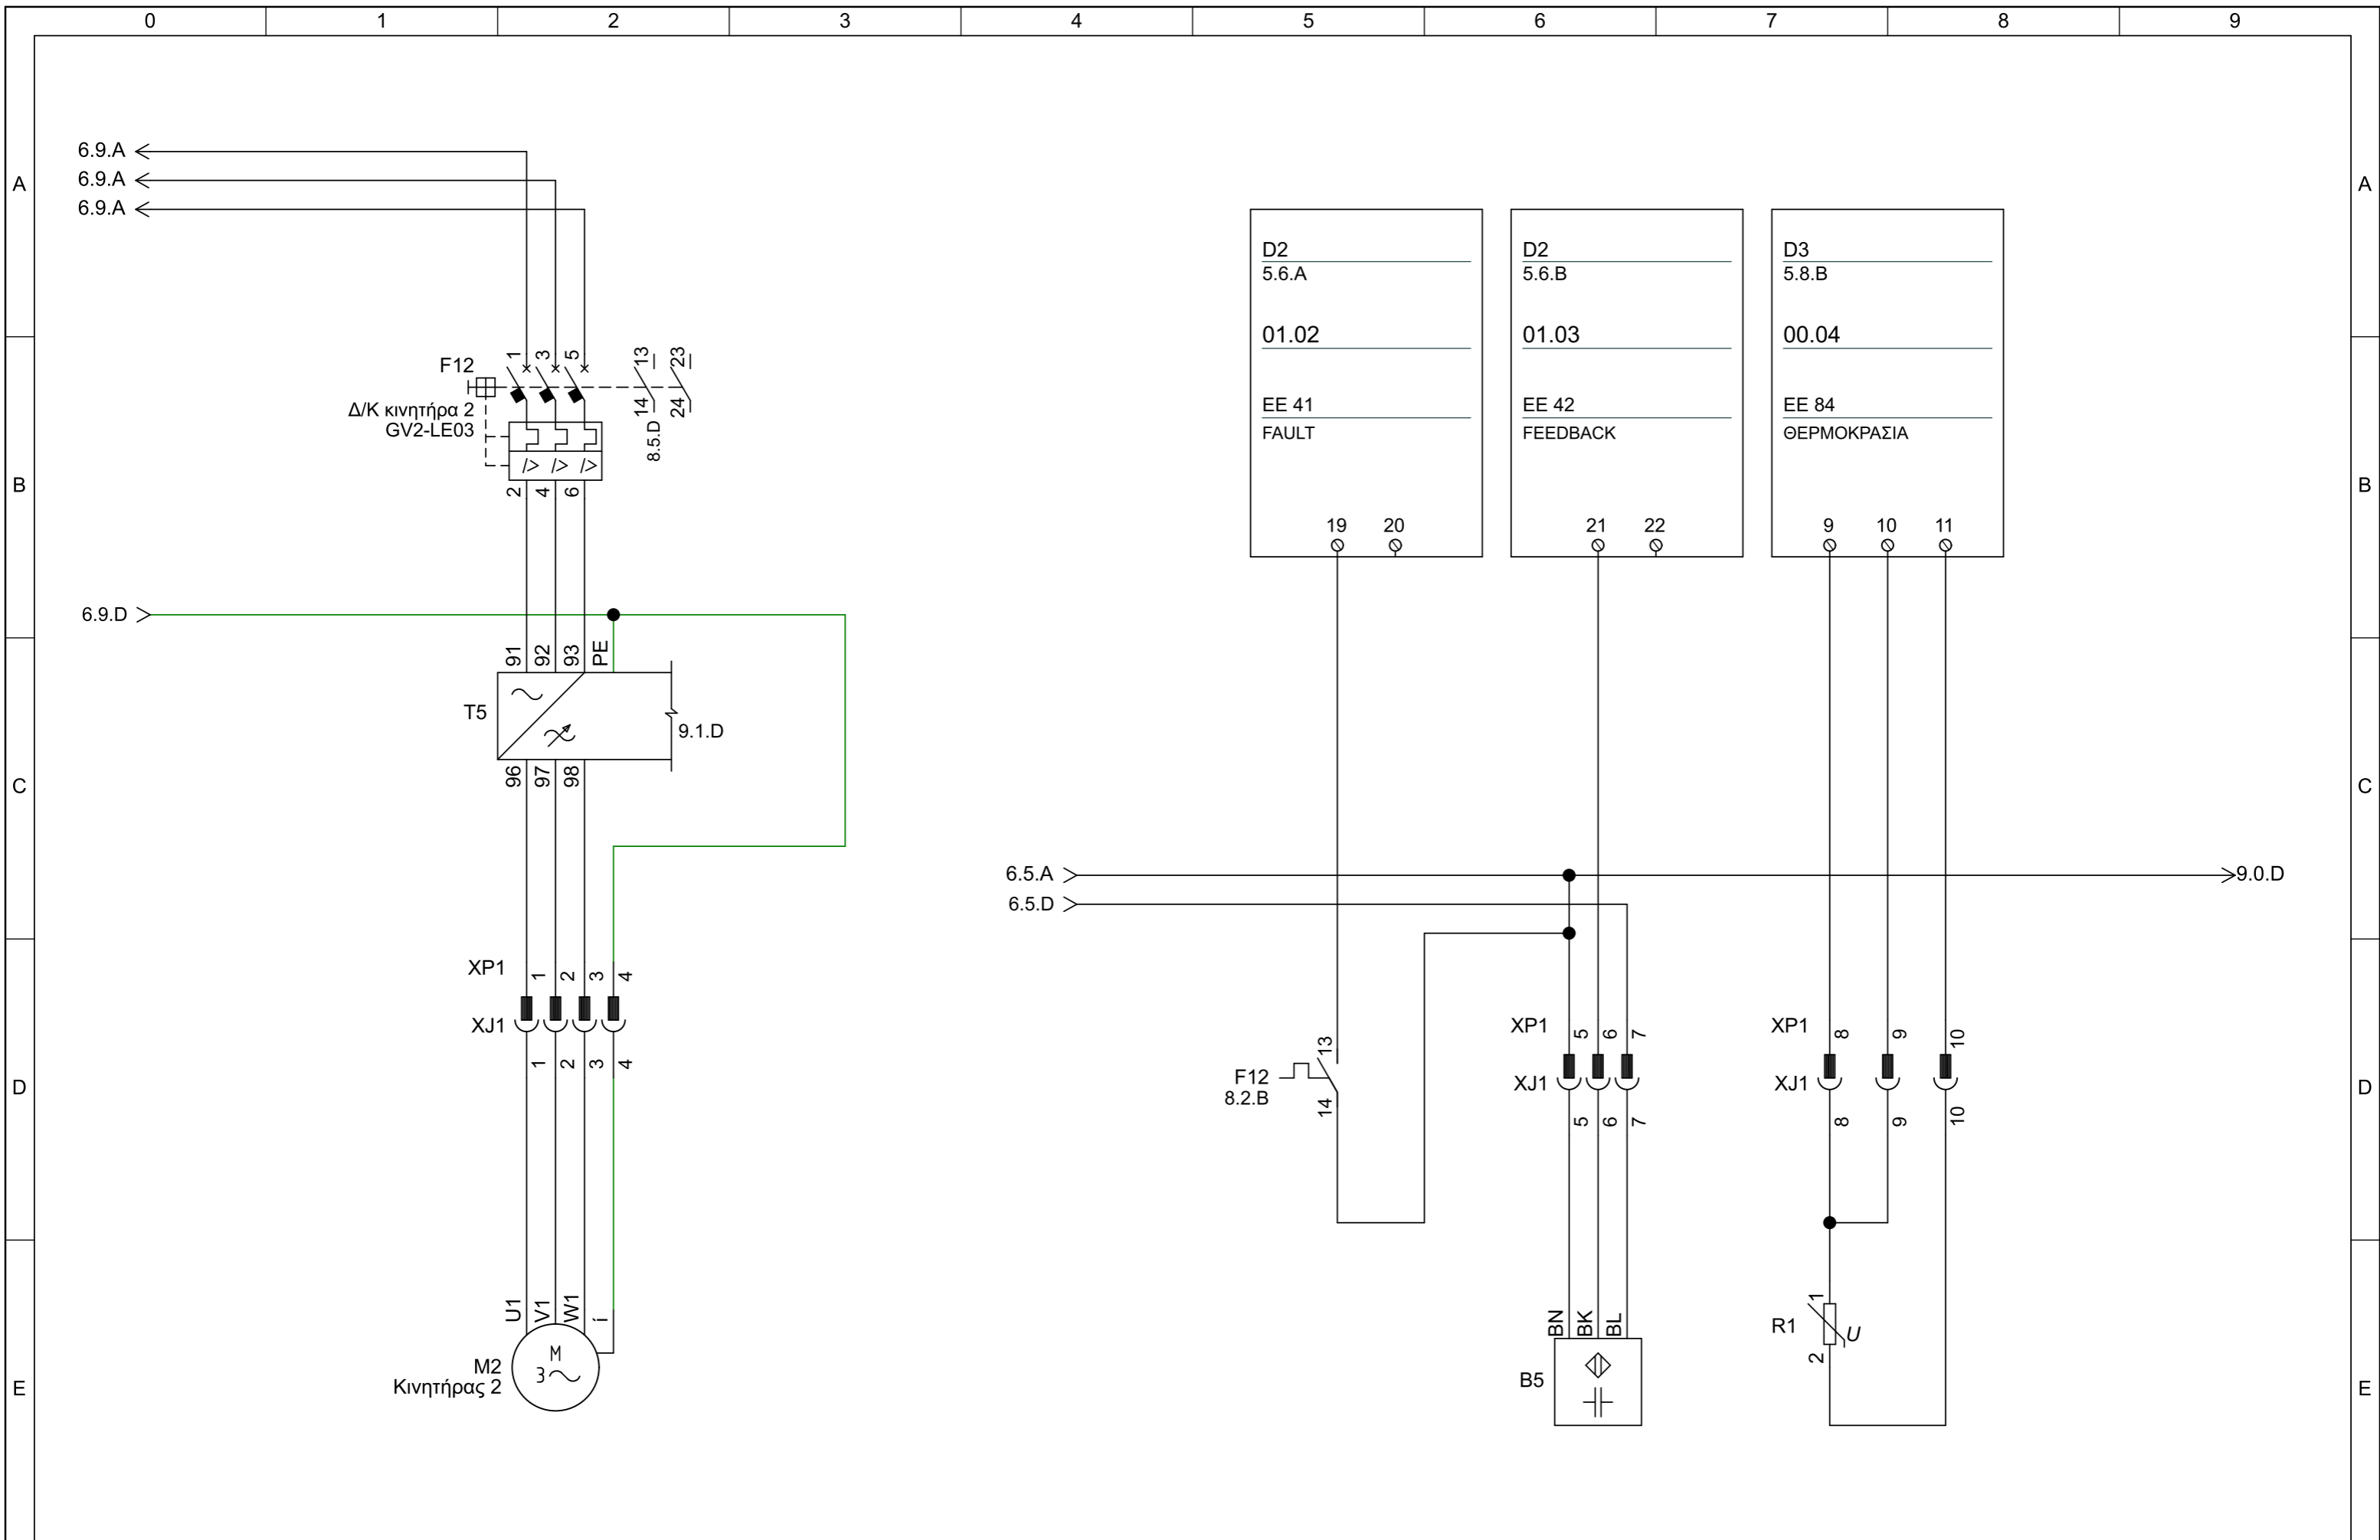 0 1 2 3 4 5 6 7 8 9
A
A
6.9.A
6.9.A
6.9.A
D2
5.6.A
01.02
EE 41
FAULT
19 20
D2
5.6.B
01.03
EE 42
FEEDBACK
21 22
D3
5.8.B
00.04
EE 84
ΘΕΡΜΟΚΡΑΣΙΑ
9 10 11
F12
Δ/Κ κινητήρα 2
GV2-LE03
1 3 5
13 23
14 24
8.5.D
/> /> />
2 4 6
B
B
6.9.D
91 92 93 PE
T5
9.1.D
96 97 98
C
C
6.5.A
9.0.D
6.5.D
XP1
1 2 3 4
XJ1
1 2 3 4
D
D
F12
8.2.B
13
14
XP1
5 6 7
XJ1
5 6 7
XP1
8 9 10
XJ1
8 9 10
U1 V1 W1 í
M
3
M2
Κινητήρας 2
E
E
BN BK BL
B5
R1
1
2
U